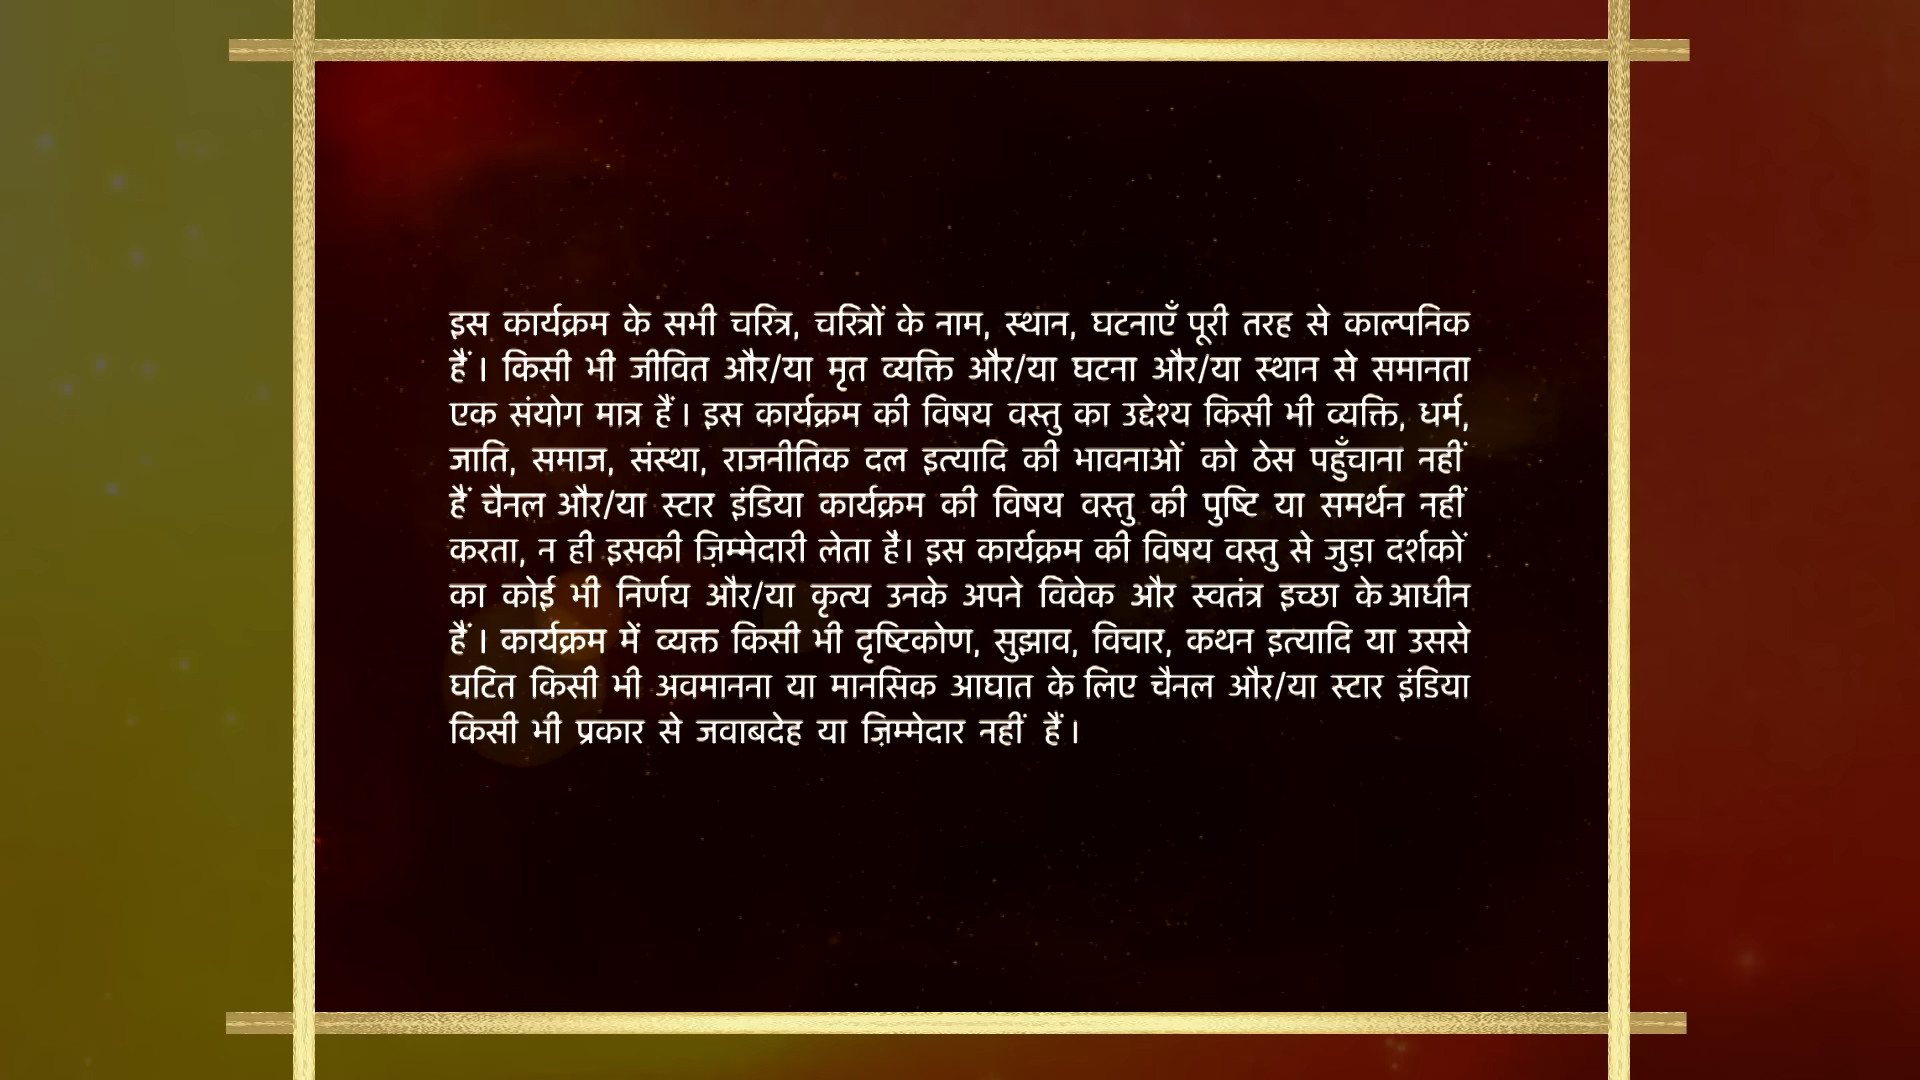 इस कार्यक्रम के सभी चरित्र, चरित्रों के नाम, स्थान, घटनाएँ पूरी तरह से काल्पनिक
हैं । किसी भी जीवित और/या मृत व्यक्ति और/या घटना और/या स्थान से समानता
एक संयोग मात्र हैं । इस कार्यक्रम की विषय वस्तु का उद्देश्य किसी भी व्यक्ति, धर्म,
जाति, समाज, संस्था, राजनीतिक दल इत्यादि की भावनाओं को ठेस पहुँचाना नहीं
हैं चैनल और/या स्टार इंडिया कार्यक्रम की विषय वस्तु की पुष्टि या समर्थन नहीं
करता, न ही इसकी ज़िम्मेदारी लेता है। इस कार्यक्रम की विषय वस्तु से जुड़ा दर्शकों
का कोई भी निर्णय और/या कृत्य उनके अपने विवेक और स्वतंत्र इच्छा के आधीन
हैं । कार्यक्रम में व्यक्त किसी भी दृष्टिकोण, सुझाव, विचार, कथन इत्यादि या उससे
घटित किसी भी अवमानना या मानसिक आघात के लिए चैनल और/या स्टार इंडिया
किसी भी प्रकार से जवाबदेह या ज़िम्मेदार नहीं हैं ।